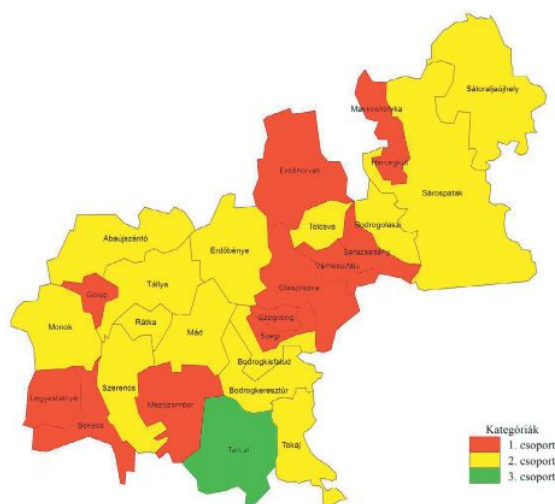 Sátoraljaújhely
Makkoshotyka
Hercegkút
Erdőhorváti
Sárospatak
Tolcsva
Bodrogolaszi
Abaújszántó
Erdőbénye
Sárazsadány
Vámosújfalu
Tállya
Golop
Olaszliszka
Szegilong
Monok
Rátka
Mád
Szegi
Bodrogkisfalud
Legyesbénye
Szerencs
Mezőzombor
Bodrogkeresztúr
Bekecs
Tarcal
Tokaj
Kategóriák
1. csoport
2. csoport
3. csoport